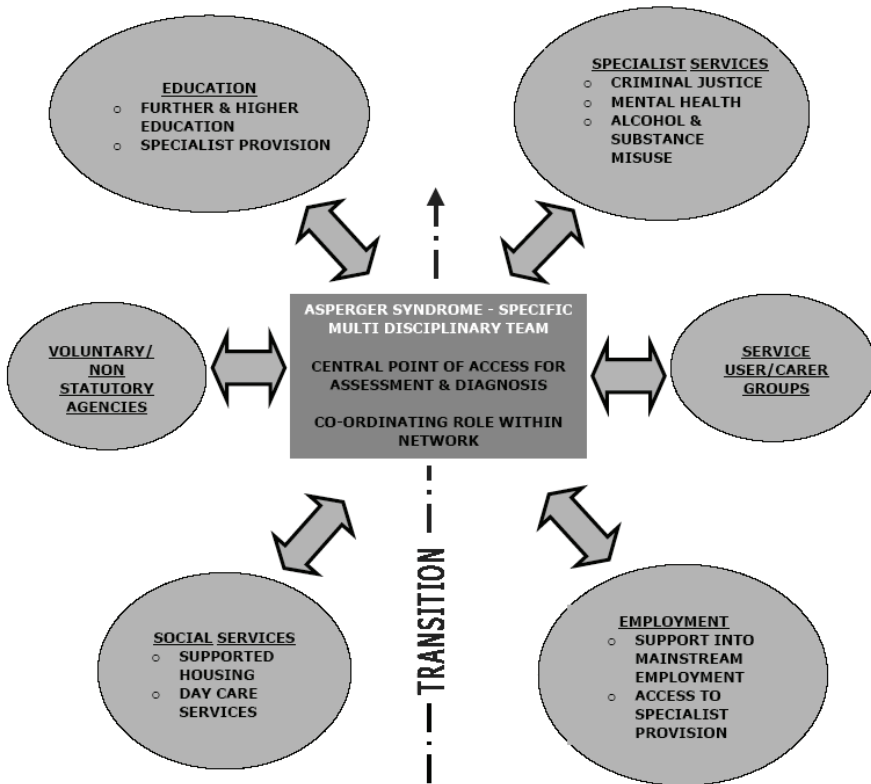 EDUCATION
○ FURTHER & HIGHER
EDUCATION
○ SPECIALIST PROVISION
SPECIALIST SERVICES
○ CRIMINAL JUSTICE
○ MENTAL HEALTH
○ ALCOHOL &
SUBSTANCE
MISUSE
VOLUNTARY/
NON
STATUTORY
AGENCIES
ASPERGER SYNDROME - SPECIFIC
MULTI DISCIPLINARY TEAM
CENTRAL POINT OF ACCESS FOR
ASSESSMENT & DIAGNOSIS
CO-ORDINATING ROLE WITHIN
NETWORK
SERVICE
USER/CARER
GROUPS
SOCIAL SERVICES
○ SUPPORTED
HOUSING
○ DAY CARE
SERVICES
TRANSITION
EMPLOYMENT
○ SUPPORT INTO
MAINSTREAM
EMPLOYMENT
○ ACCESS TO
SPECIALIST
PROVISION